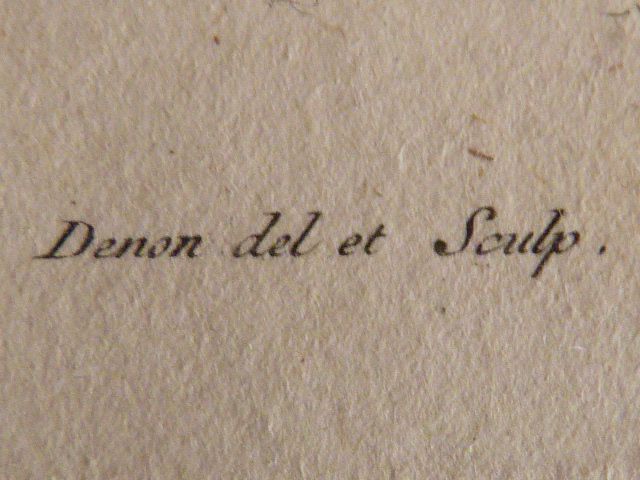 Denon del et Sculp.